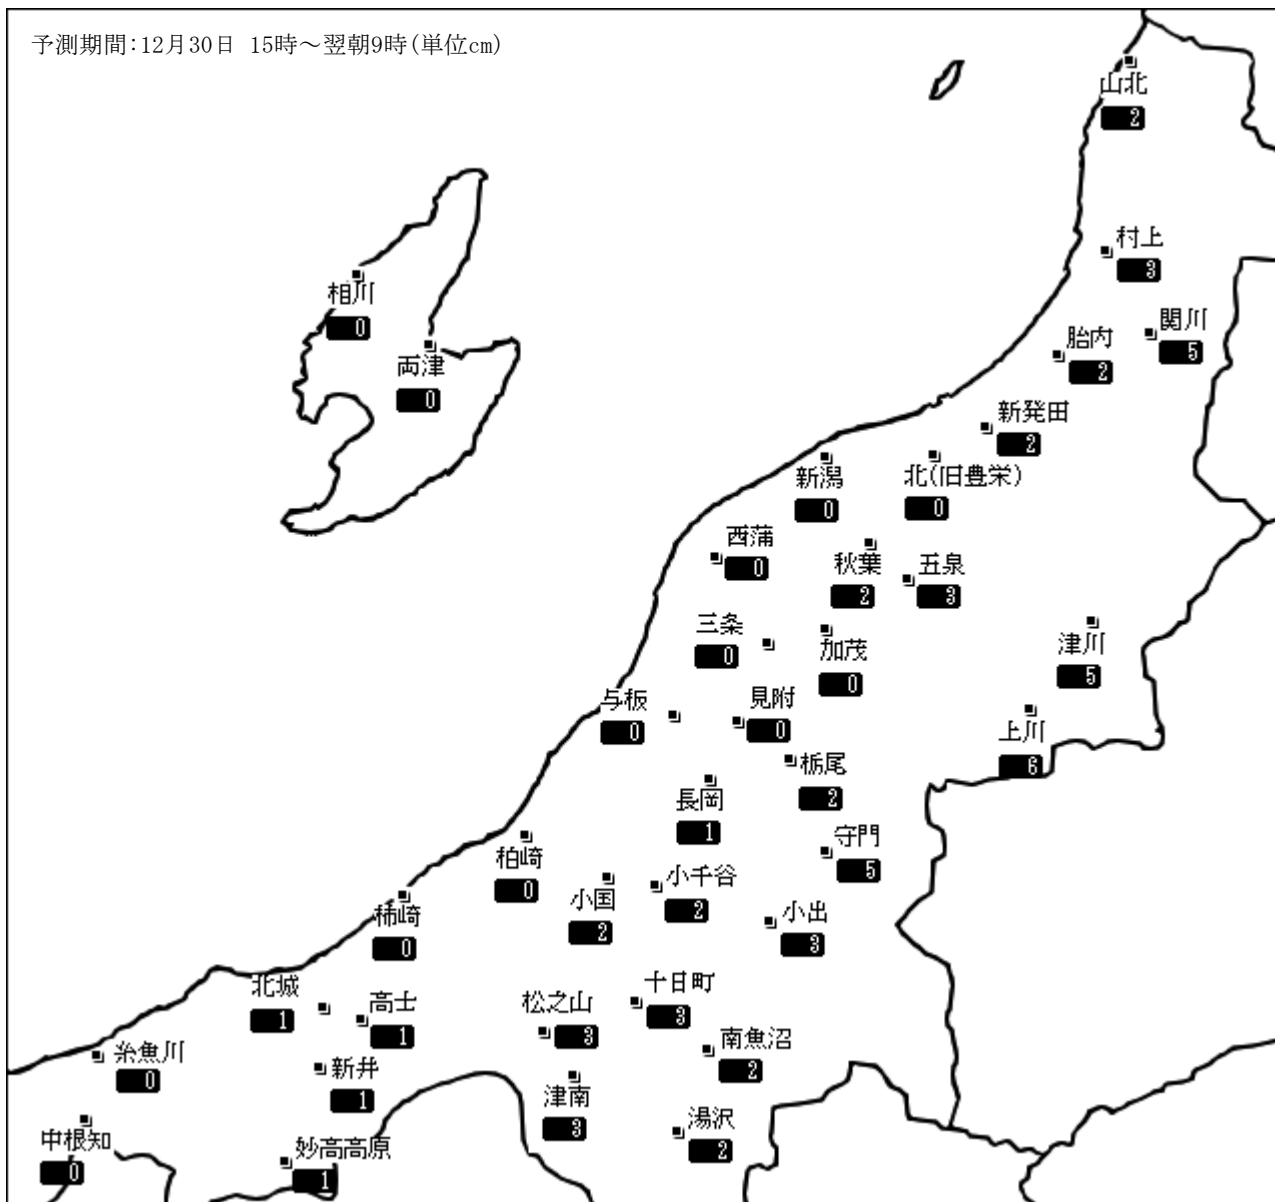 予測期間:12月30日 15時～翌朝9時(単位cm)
山北
2
村上
3
相川
0
関川
5
胎内
2
両津
0
新発田
2
新潟
0
北(旧豊栄)
0
西蒲
0
秋葉
2
五泉
3
三条
0
加茂
0
津川
5
与板
0
見附
0
上川
6
栃尾
2
長岡
1
守門
5
柏崎
0
小国
2
小千谷
2
小出
3
柿崎
0
北城
1
高士
1
松之山
3
十日町
3
南魚沼
2
糸魚川
0
新井
1
津南
3
湯沢
2
中根知
0
妙高高原
1